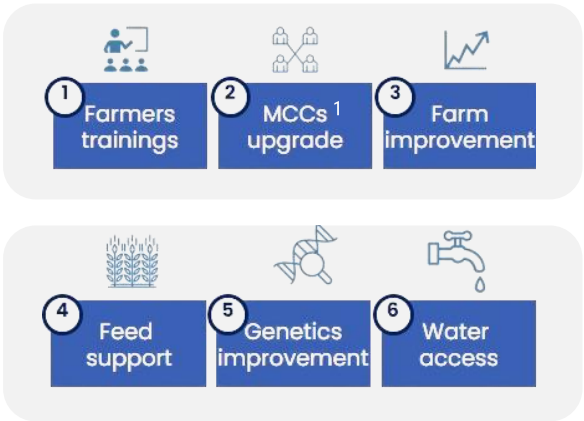 1
Farmers
trainings
2
MCCs 1
upgrade
3
Farm
improvement
4
Feed
support
5
Genetics
improvement
6
Water
access